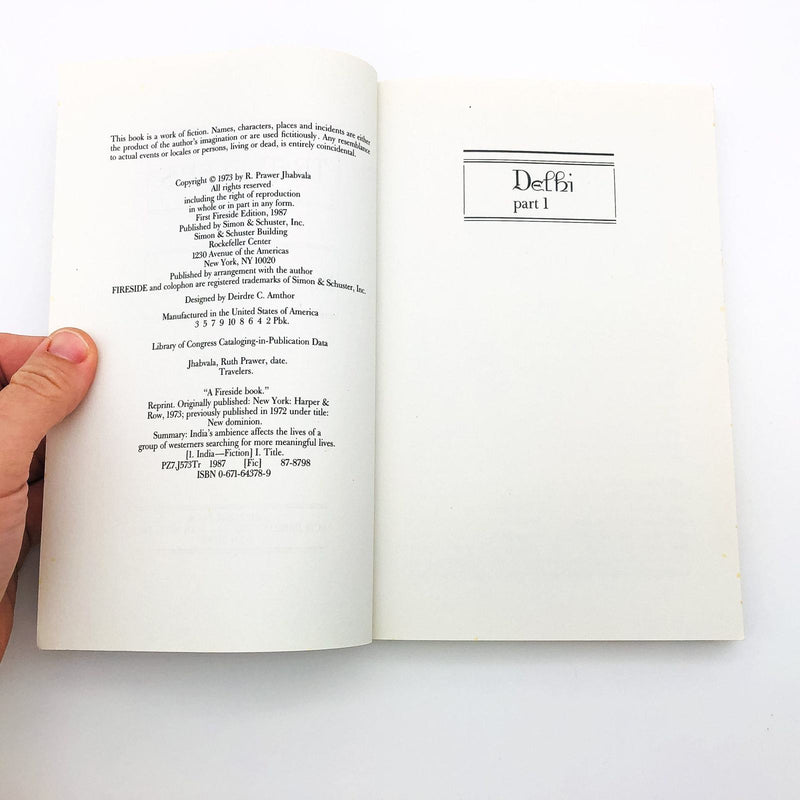 This book is a work of fiction. Names, characters, places and incidents are either
the product of the author's imagination or are used fictitiously. Any resemblance
to actual events or locales or persons, living or dead, is entirely coincidental.
Copyright © 1973 by R. Prawer Jhabvala
All rights reserved
including the right of reproduction
in whole or in part in any form.
First Fireside Edition, 1987
Published by Simon & Schuster, Inc.
Simon & Schuster Building
Rockefeller Center
1230 Avenue of the Americas
New York, NY 10020
Published by arrangement with the author
FIRESIDE and colophon are registered trademarks of Simon & Schuster, Inc.
Designed by Deirdre C. Amthor
Manufactured in the United States of America
3 5 7 9 10 8 6 4 2 Pbk.
Library of Congress Cataloging-in-Publication Data
Jhabvala, Ruth Prawer, date.
Travelers.
"A Fireside book."
Reprint. Originally published: New York: Harper &
Row, 1973; previously published in 1972 under title:
New dominion.
Summary: India's ambience affects the lives of a
group of westerners searching for more meaningful lives.
[1. India—Fiction] I. Title.
PZ7.J573Tr 1987 [Fic] 87-8798
ISBN 0-671-64378-9
Delhi
part 1